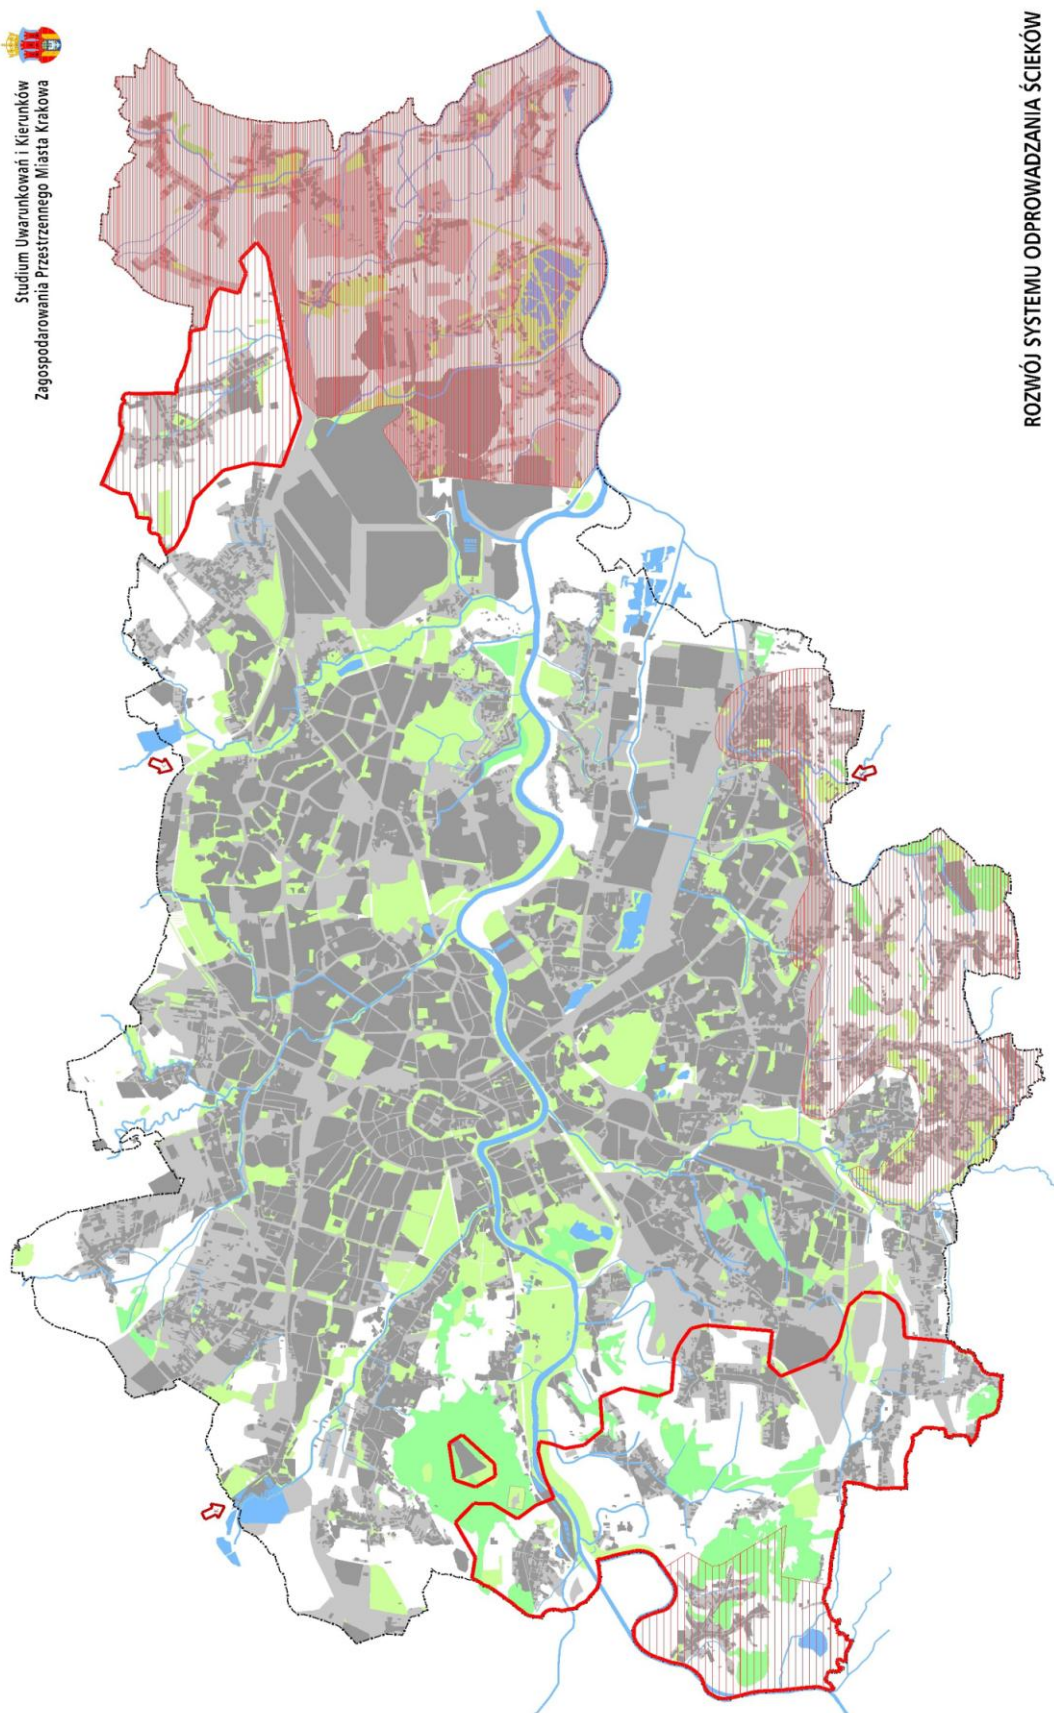 Studium Uwarunkowań i Kierunków
Zagospodarowania Przestrzennego Miasta Krakowa
ROZWÓJ SYSTEMU ODPROWADZANIA ŚCIEKÓW